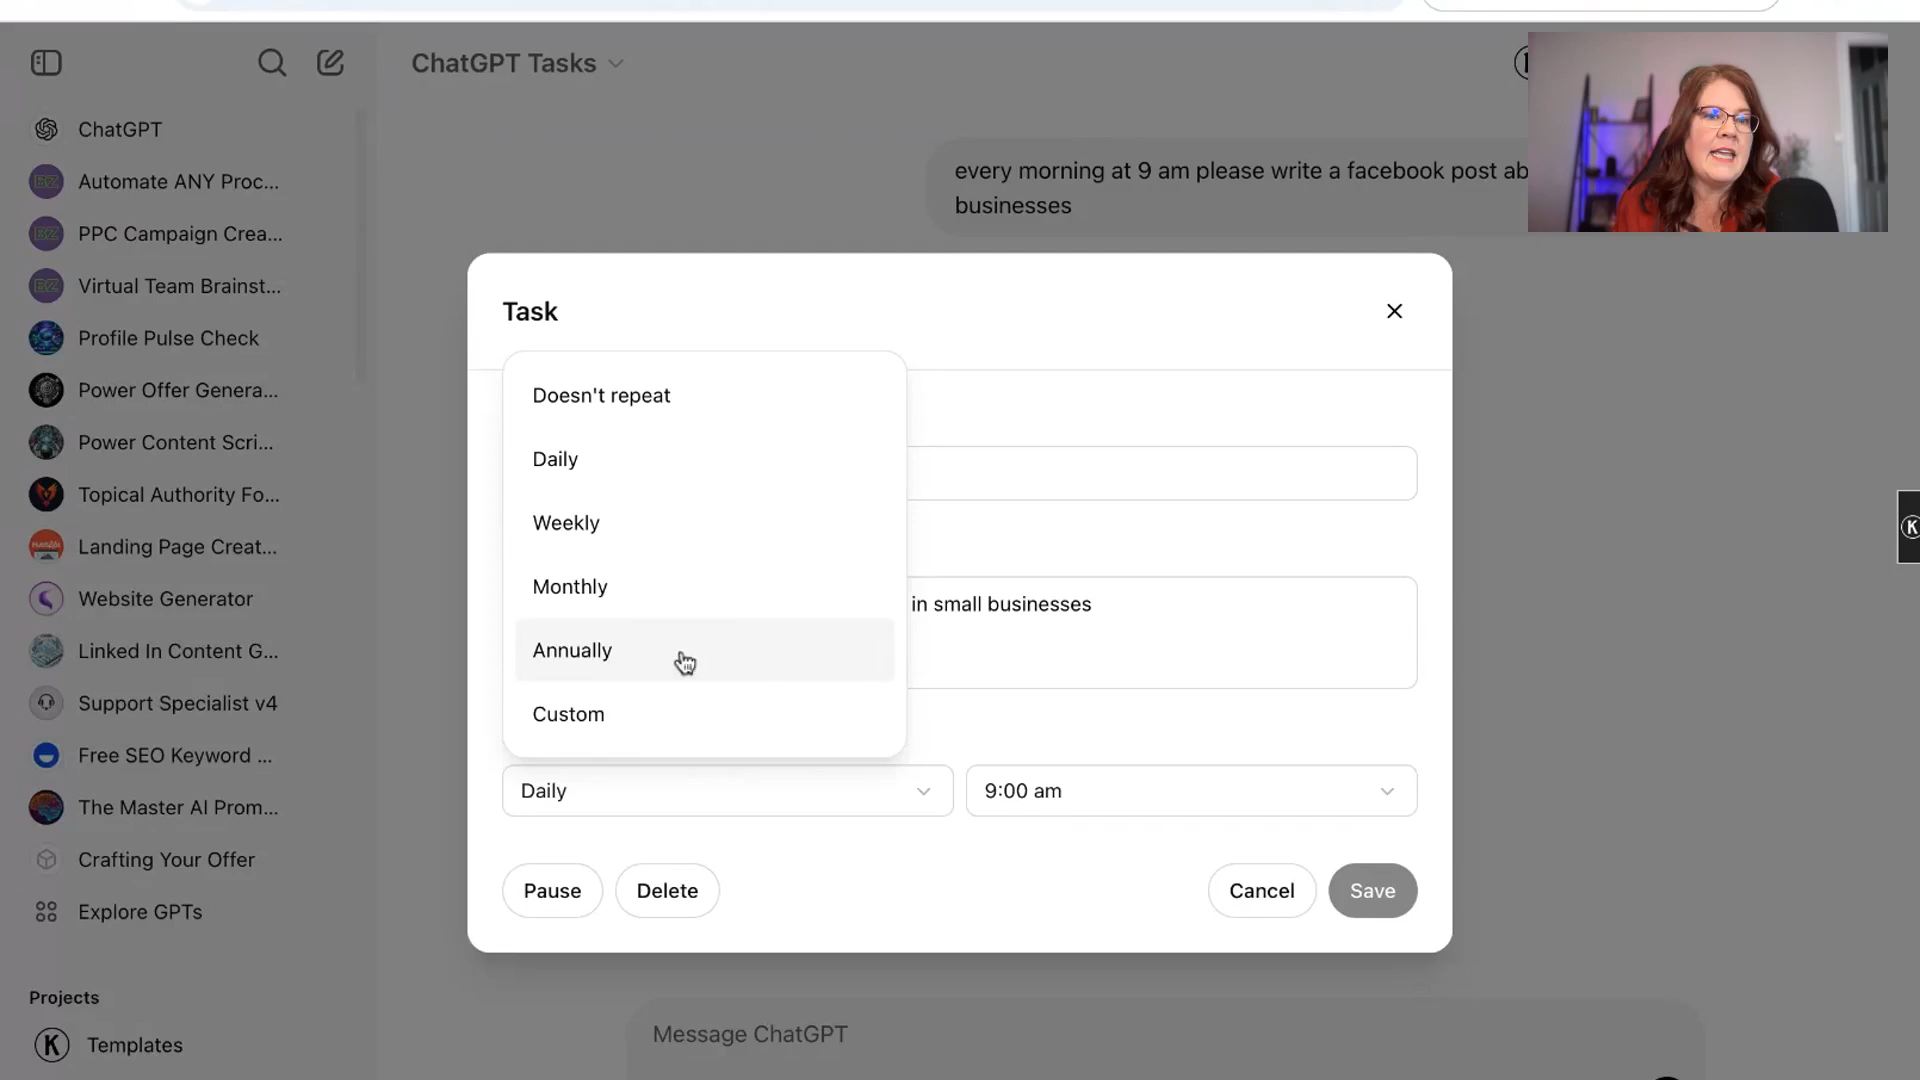 ChatGPT Tasks
ChatGPT
Automate ANY Proc...
PPC Campaign Crea...
Virtual Team Brainst...
Profile Pulse Check
Power Offer Genera...
Power Content Scri...
Topical Authority Fo...
Landing Page Creat...
Website Generator
Linked In Content G...
Support Specialist v4
Free SEO Keyword ...
The Master AI Prom...
Crafting Your Offer
Explore GPTs
Projects
K Templates
every morning at 9 am please write a facebook post ab
businesses
Task
Doesn't repeat
Daily
Weekly
Monthly
Annually
Custom
in small businesses
Daily
9:00 am
Pause
Delete
Cancel
Save
Message ChatGPT
K